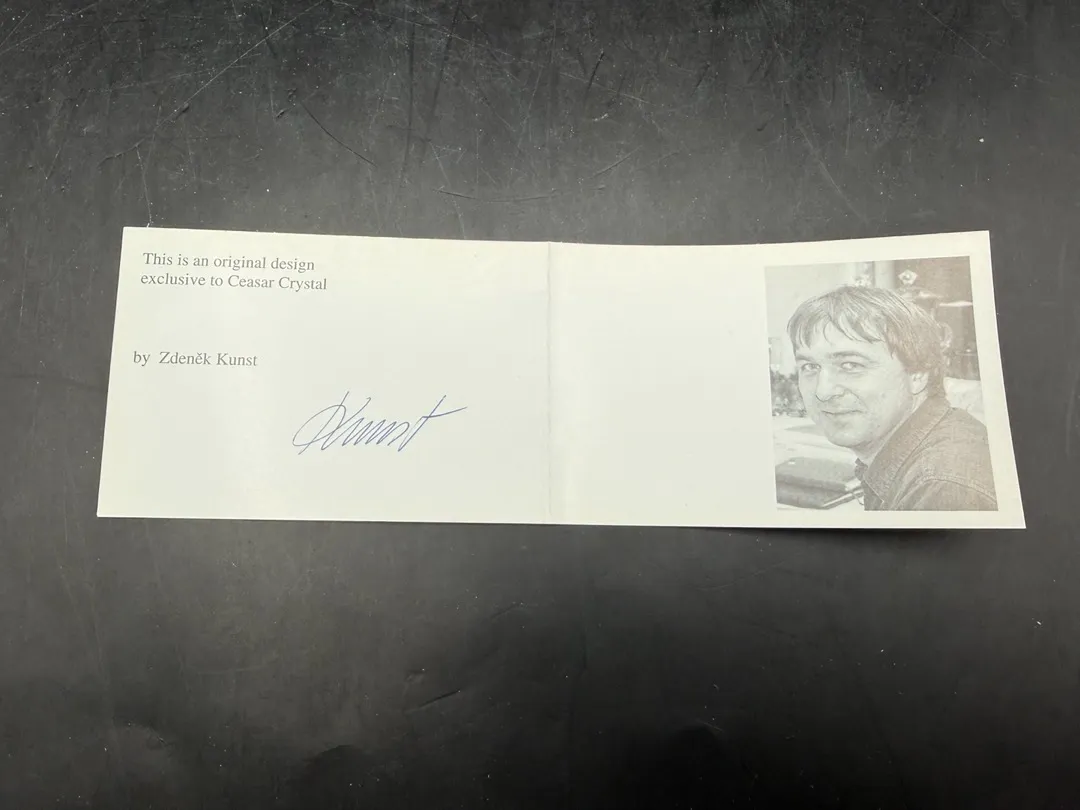 This is an original design
exclusive to Ceasar Crystal
by Zdeněk Kunst
Kunst